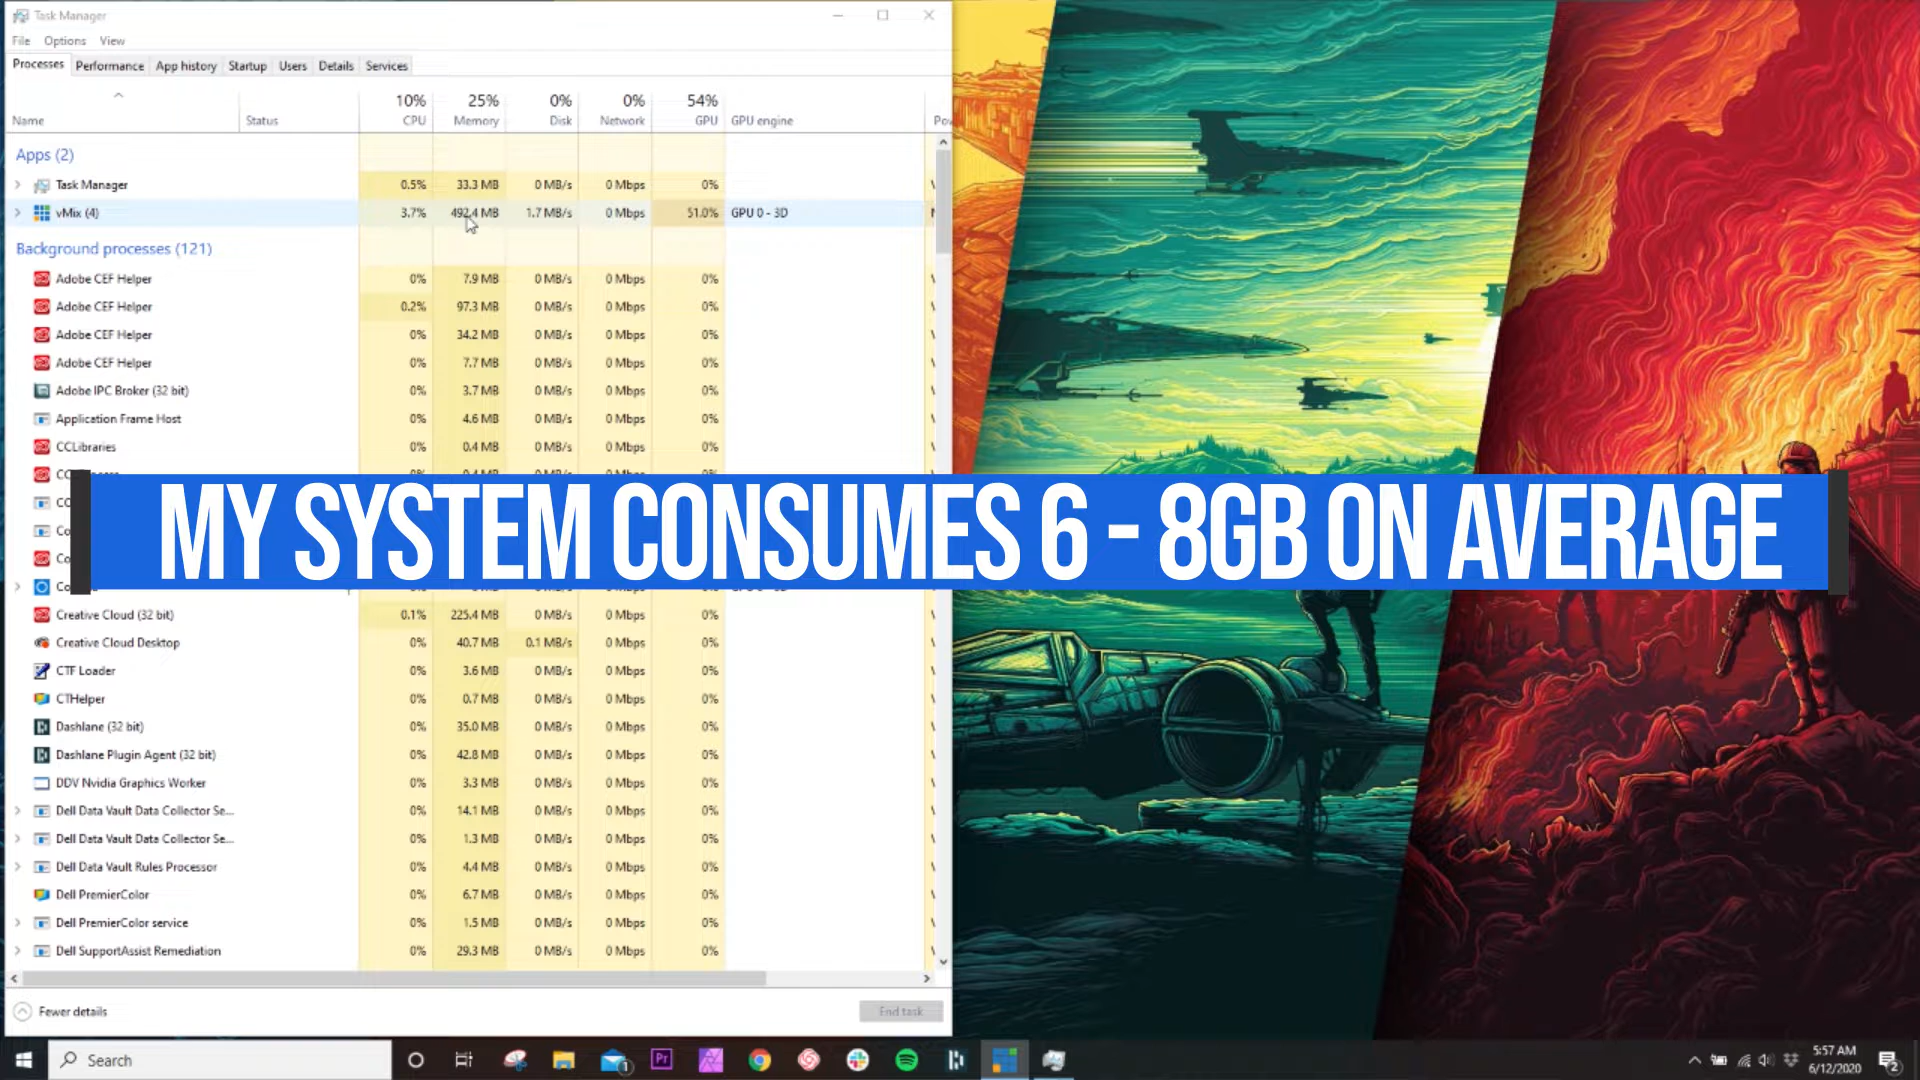 Task Manager
File Options View
Processes Performance App history Startup Users Details Services
10% 25% 0% 0% 54%
Name Status CPU Memory Disk Network GPU GPU engine
Apps (2)
Task Manager 0.5% 33.3 MB 0 MB/s 0 Mbps 0%
vMix (4) 3.7% 492.4 MB 1.7 MB/s 0 Mbps 51.0% GPU 0 - 3D
Background processes (121)
Adobe CEF Helper 0% 7.9 MB 0 MB/s 0 Mbps 0%
Adobe CEF Helper 0.2% 97.3 MB 0 MB/s 0 Mbps 0%
Adobe CEF Helper 0% 34.2 MB 0 MB/s 0 Mbps 0%
Adobe CEF Helper 0% 7.7 MB 0 MB/s 0 Mbps 0%
Adobe IPC Broker (32 bit) 0% 3.7 MB 0 MB/s 0 Mbps 0%
Application Frame Host 0% 4.6 MB 0 MB/s 0 Mbps 0%
CCLibraries 0% 0.4 MB 0 MB/s 0 Mbps 0%
MY SYSTEM CONSUMES 6 - 8GB ON AVERAGE
Creative Cloud (32 bit) 0.1% 225.4 MB 0 MB/s 0 Mbps 0%
Creative Cloud Desktop 0% 40.7 MB 0.1 MB/s 0 Mbps 0%
CTF Loader 0% 3.6 MB 0 MB/s 0 Mbps 0%
CTHelper 0% 0.7 MB 0 MB/s 0 Mbps 0%
Dashlane (32 bit) 0% 35.0 MB 0 MB/s 0 Mbps 0%
Dashlane Plugin Agent (32 bit) 0% 42.8 MB 0 MB/s 0 Mbps 0%
DDV Nvidia Graphics Worker 0% 3.3 MB 0 MB/s 0 Mbps 0%
Dell Data Vault Data Collector Se... 0% 14.1 MB 0 MB/s 0 Mbps 0%
Dell Data Vault Data Collector Se... 0% 1.3 MB 0 MB/s 0 Mbps 0%
Dell Data Vault Rules Processor 0% 4.4 MB 0 MB/s 0 Mbps 0%
Dell PremierColor 0% 6.7 MB 0 MB/s 0 Mbps 0%
Dell PremierColor service 0% 1.5 MB 0 MB/s 0 Mbps 0%
Dell SupportAssist Remediation 0% 29.3 MB 0 MB/s 0 Mbps 0%
Fewer details End task
Search 5:57 AM
6/12/2020